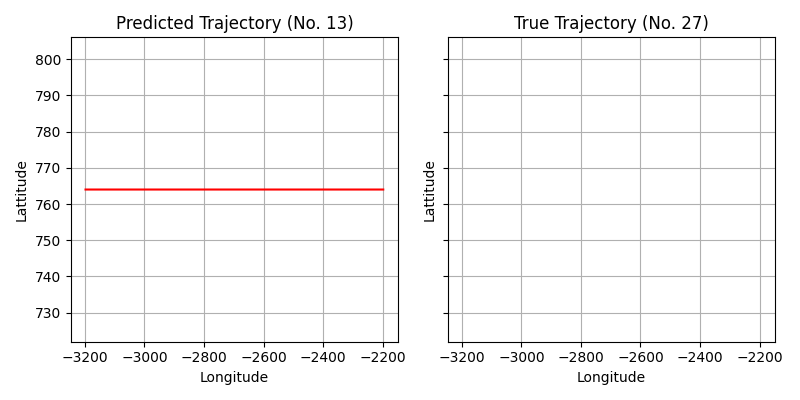 Predicted Trajectory (No. 13)
True Trajectory (No. 27)
800
790
780
770
760
750
740
730
Lattitude
Lattitude
−3200 −3000 −2800 −2600 −2400 −2200
−3200 −3000 −2800 −2600 −2400 −2200
Longitude
Longitude